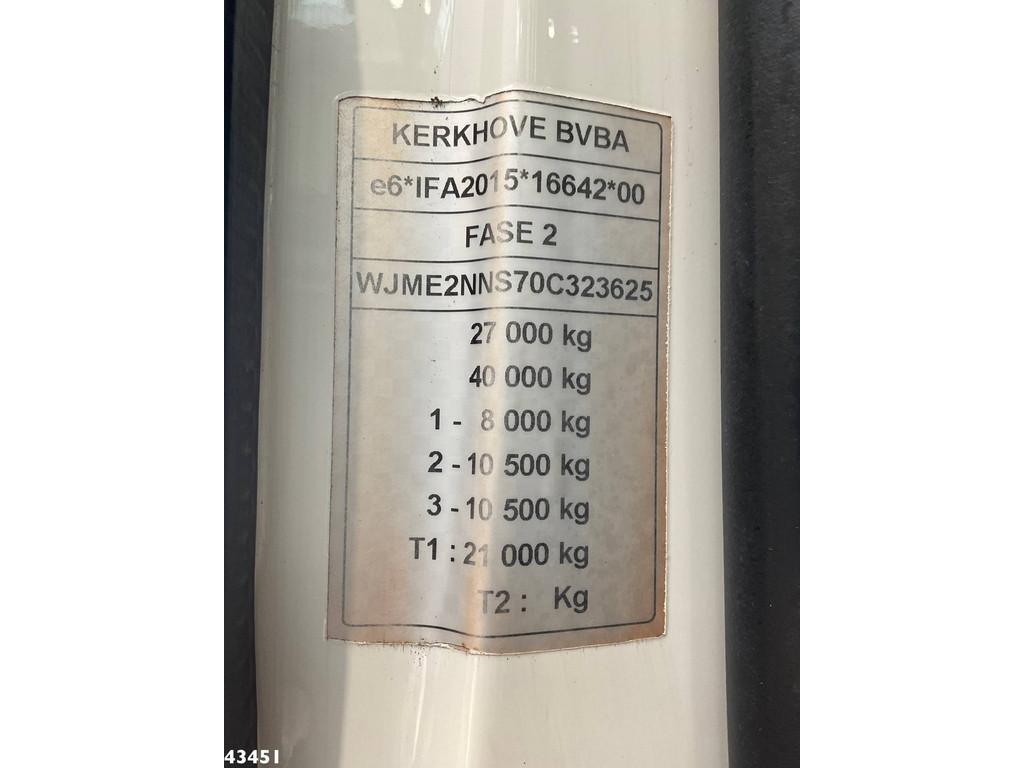 KERKHOVE BVBA
e6*IFA2015*16642*00
FASE 2
WJME2NNS70C323625
27 000 kg
40 000 kg
1 - 8 000 kg
2 - 10 500 kg
3 - 10 500 kg
T1 : 21 000 kg
T2 : Kg
43451